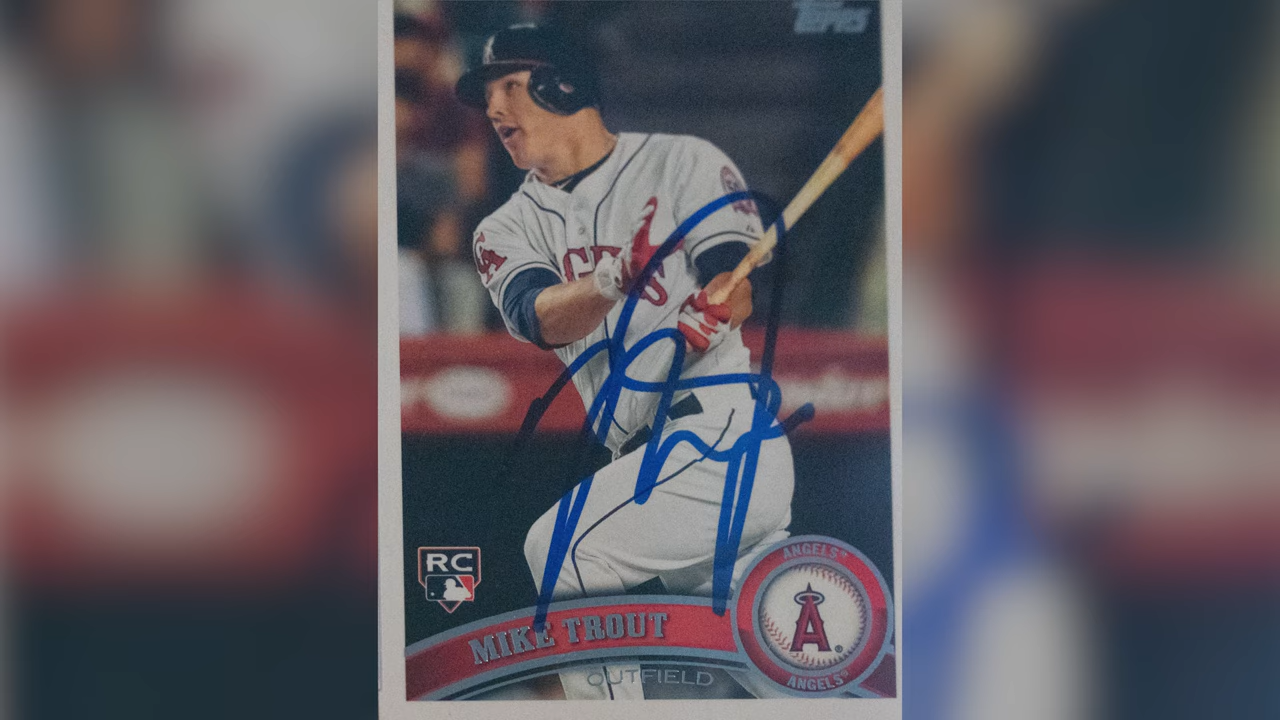 Topps
RC
ANGELS
MIKE TROUT
OUTFIELD
A
ANGELS